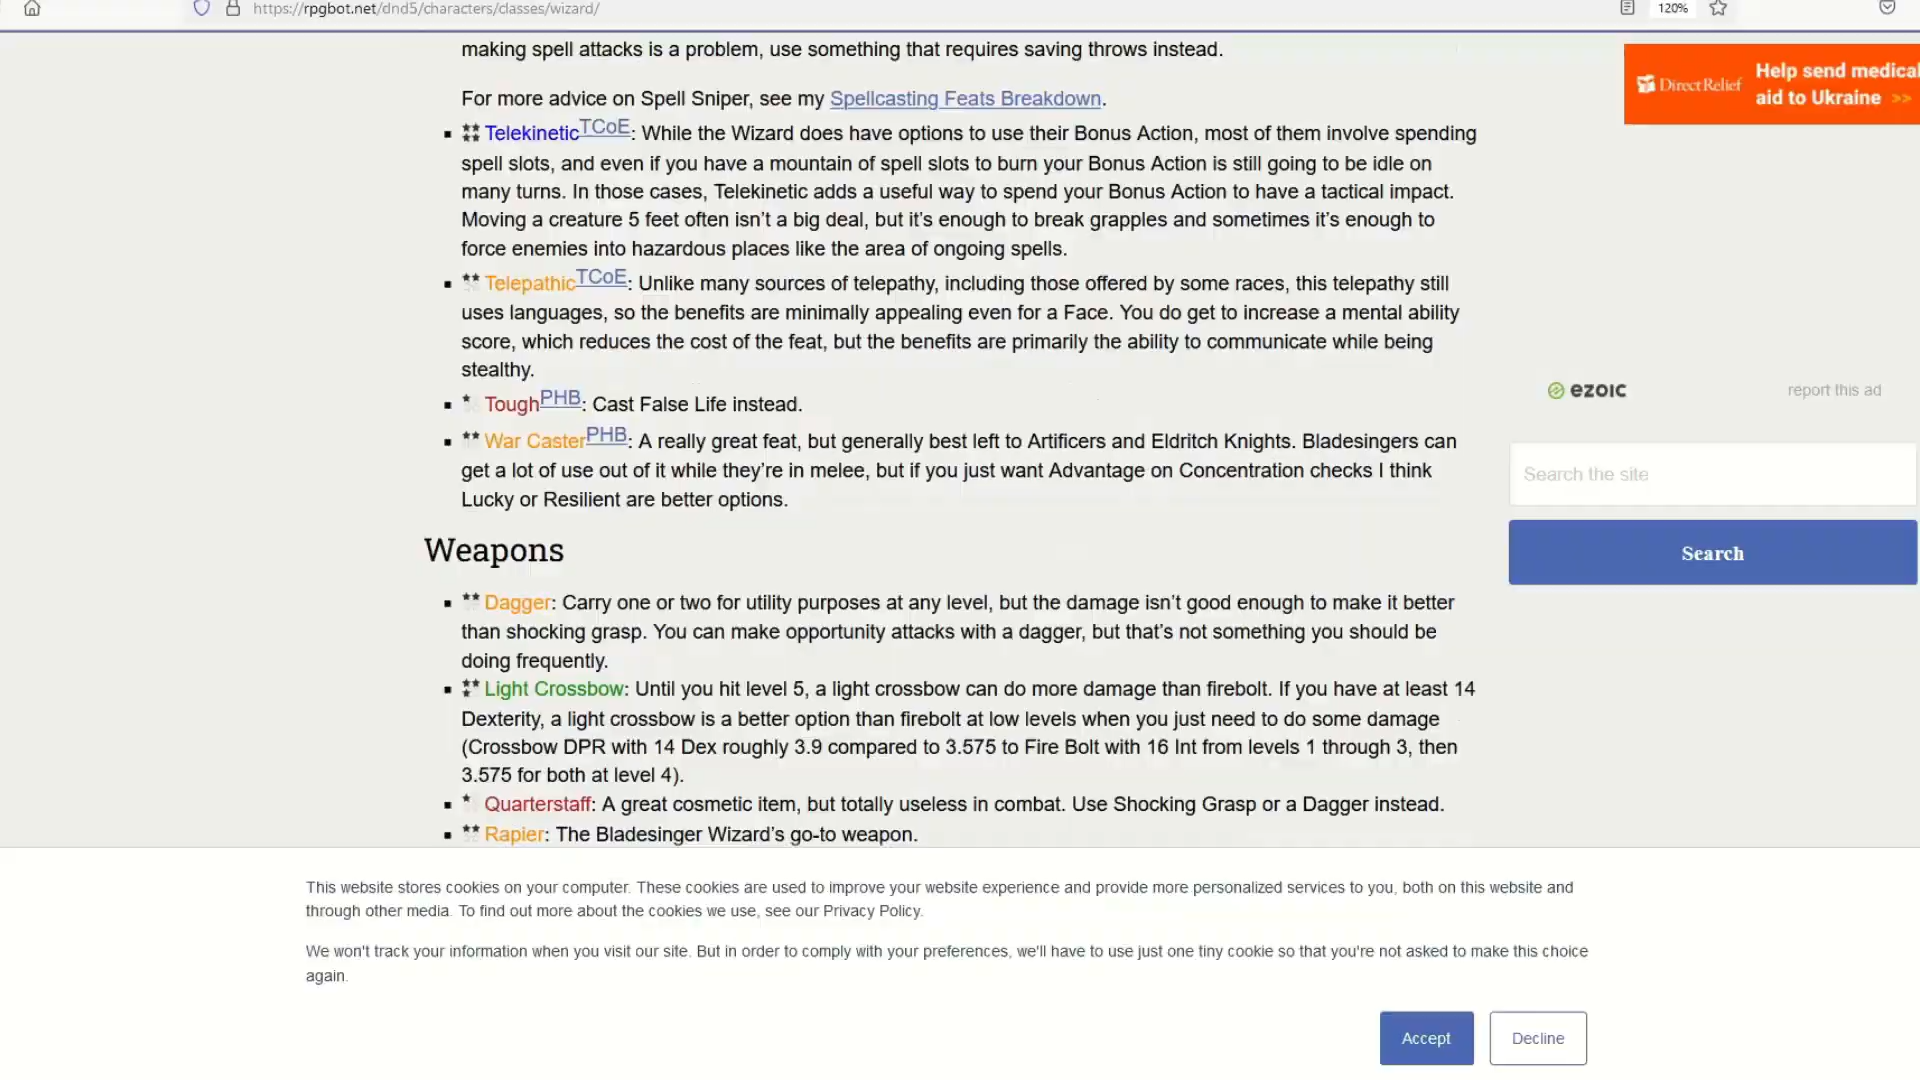 https://rpgbot.net/dnd5/characters/classes/wizard/
120%
making spell attacks is a problem, use something that requires saving throws instead.
Help send medical
DirectRelief
aid to Ukraine >>
For more advice on Spell Sniper, see my Spellcasting Feats Breakdown.
TelekineticTCoE: While the Wizard does have options to use their Bonus Action, most of them involve spending
spell slots, and even if you have a mountain of spell slots to burn your Bonus Action is still going to be idle on
many turns. In those cases, Telekinetic adds a useful way to spend your Bonus Action to have a tactical impact.
Moving a creature 5 feet often isn't a big deal, but it's enough to break grapples and sometimes it's enough to
force enemies into hazardous places like the area of ongoing spells.
TelepathicTCoE: Unlike many sources of telepathy, including those offered by some races, this telepathy still
uses languages, so the benefits are minimally appealing even for a Face. You do get to increase a mental ability
score, which reduces the cost of the feat, but the benefits are primarily the ability to communicate while being
stealthy.
ToughPHB: Cast False Life instead.
War CasterPHB: A really great feat, but generally best left to Artificers and Eldritch Knights. Bladesingers can
get a lot of use out of it while they're in melee, but if you just want Advantage on Concentration checks I think
Lucky or Resilient are better options.
ezoic
report this ad
Search the site
Search
Weapons
Dagger: Carry one or two for utility purposes at any level, but the damage isn't good enough to make it better
than shocking grasp. You can make opportunity attacks with a dagger, but that's not something you should be
doing frequently.
Light Crossbow: Until you hit level 5, a light crossbow can do more damage than firebolt. If you have at least 14
Dexterity, a light crossbow is a better option than firebolt at low levels when you just need to do some damage
(Crossbow DPR with 14 Dex roughly 3.9 compared to 3.575 to Fire Bolt with 16 Int from levels 1 through 3, then
3.575 for both at level 4).
Quarterstaff: A great cosmetic item, but totally useless in combat. Use Shocking Grasp or a Dagger instead.
Rapier: The Bladesinger Wizard's go-to weapon.
This website stores cookies on your computer. These cookies are used to improve your website experience and provide more personalized services to you, both on this website and
through other media. To find out more about the cookies we use, see our Privacy Policy.
We won't track your information when you visit our site. But in order to comply with your preferences, we'll have to use just one tiny cookie so that you're not asked to make this choice
again.
Accept
Decline